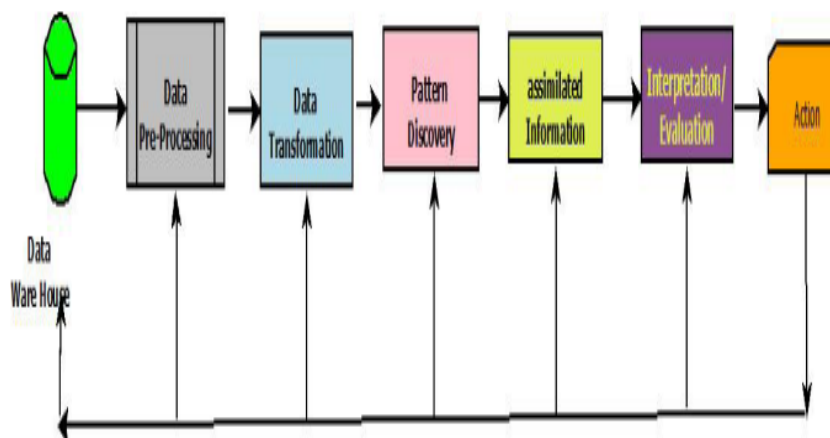 Data
Ware House
Data
Pre-Processing
Data
Transformation
Pattern
Discovery
assimilated
Information
Interpretation/
Evaluation
Action